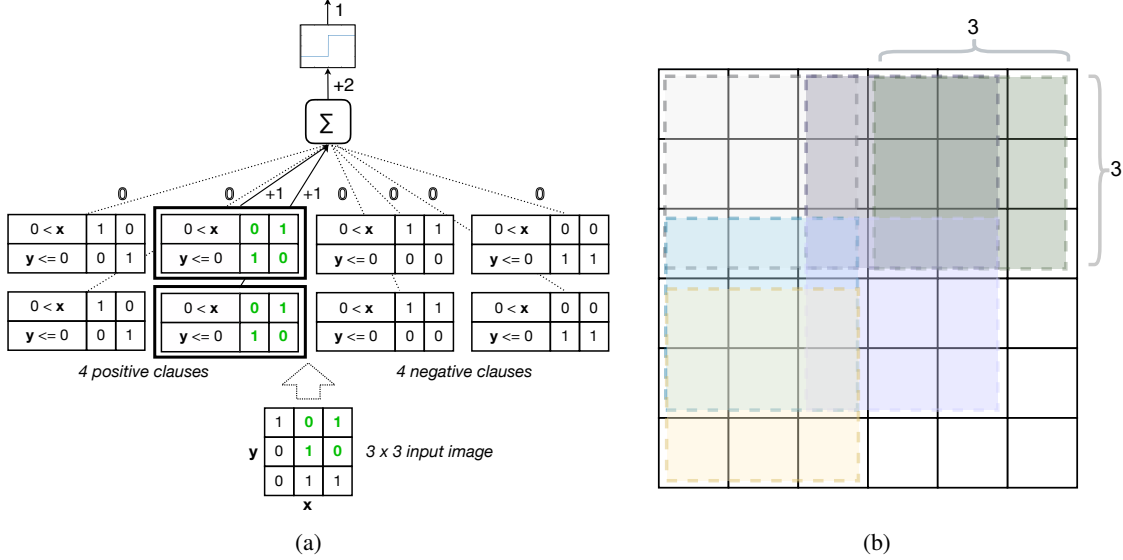 1
+2
Σ
0 0 +1 +1 0 0 0 0
0 < x 1 0
y <= 0 0 1
0 < x 0 1
y <= 0 1 0
0 < x 1 1
y <= 0 0 0
0 < x 0 0
y <= 0 1 1
0 < x 1 0
y <= 0 0 1
0 < x 0 1
y <= 0 1 0
0 < x 1 1
y <= 0 0 0
0 < x 0 0
y <= 0 1 1
4 positive clauses
4 negative clauses
1 0 1
y 0 1 0 3 x 3 input image
0 1 1
x
(a)
3
3
(b)